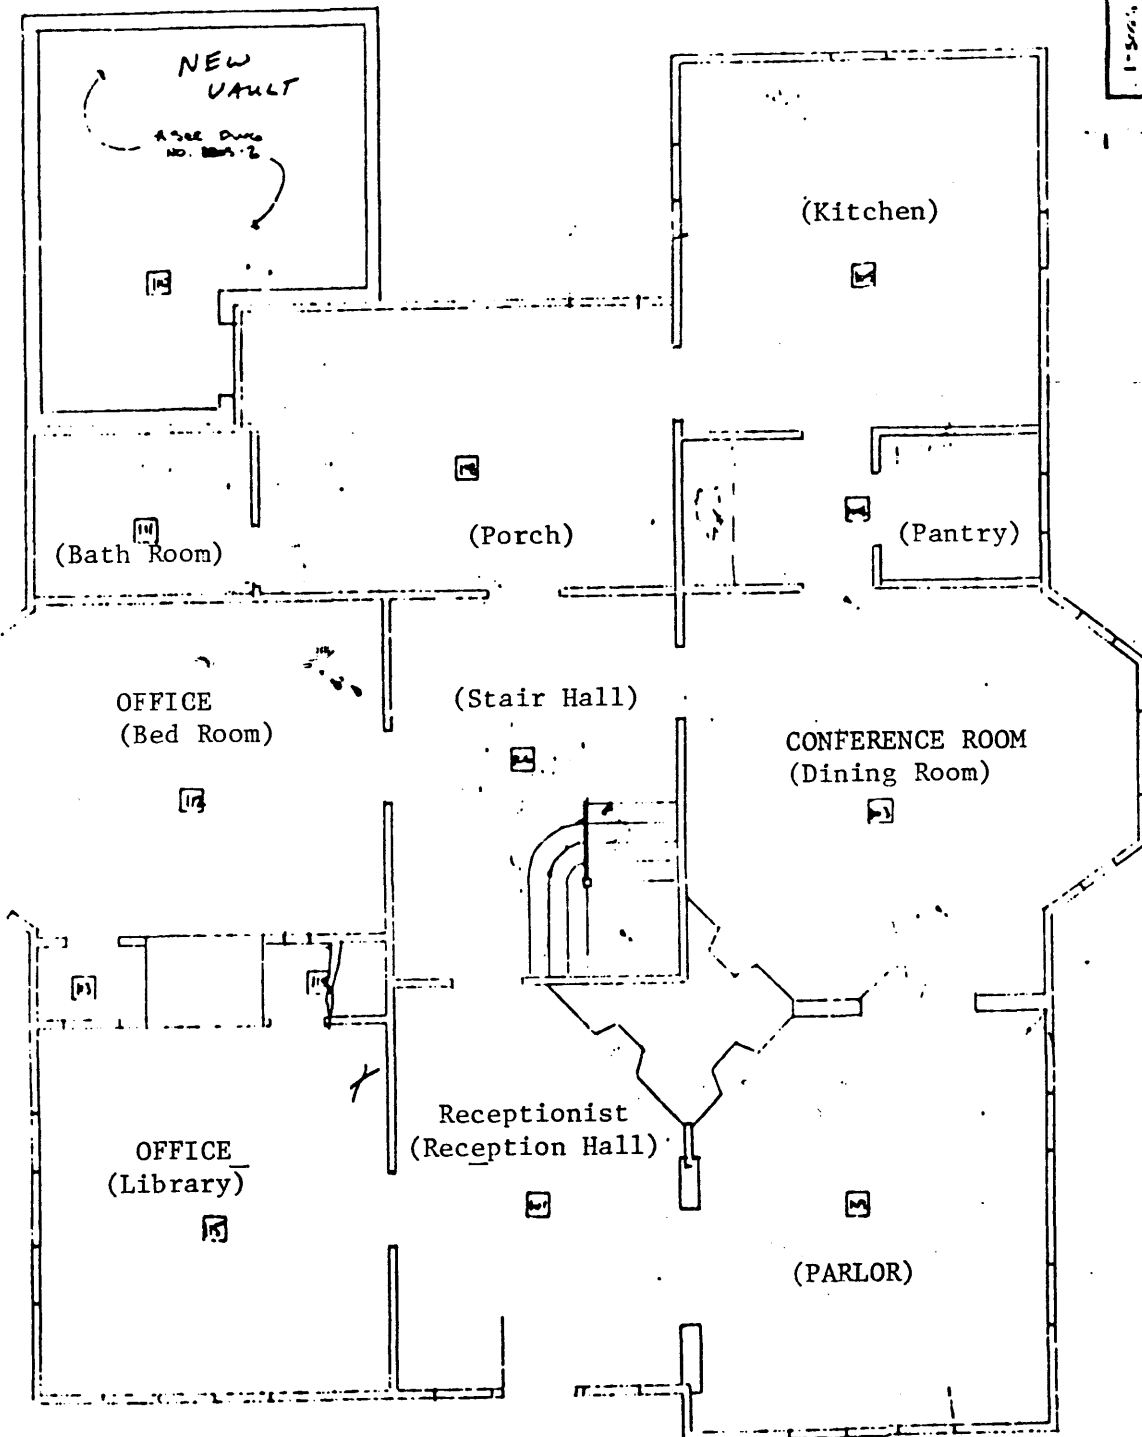 NEW
VAULT
(Kitchen)
(Porch)
(Pantry)
(Bath Room)
OFFICE
(Bed Room)
(Stair Hall)
CONFERENCE ROOM
(Dining Room)
Receptionist
(Reception Hall)
OFFICE
(Library)
(PARLOR)